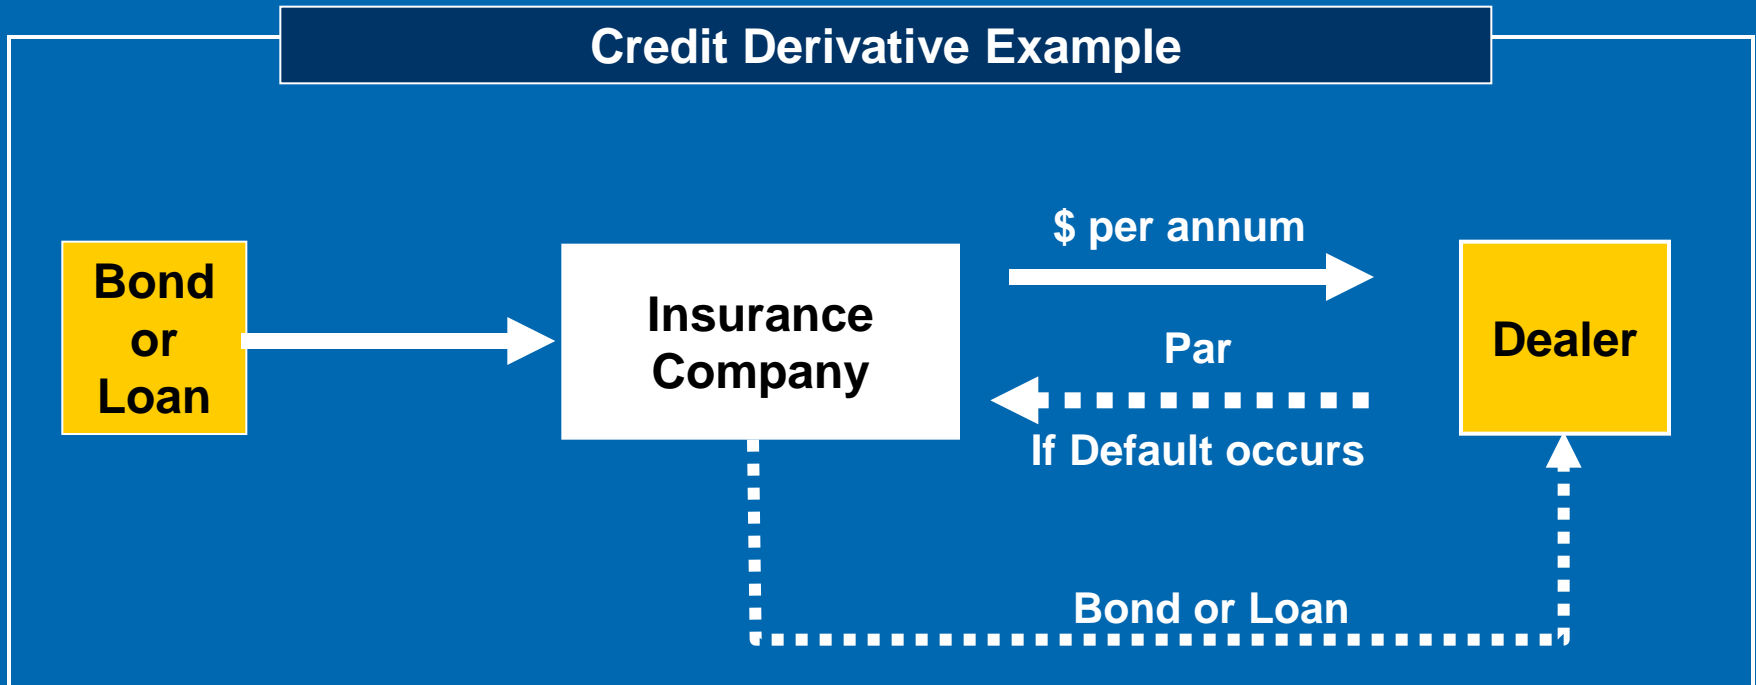 Credit Derivative Example
Bond
or
Loan
Insurance
Company
$ per annum
Par
If Default occurs
Dealer
Bond or Loan